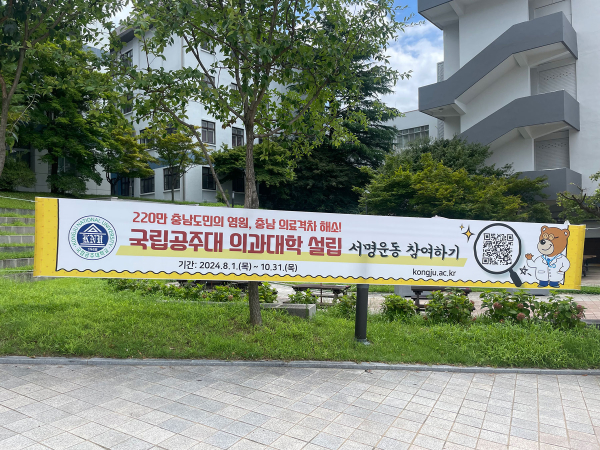 220만 충남도민의 염원, 충남 의료격차 해소!
국립공주대 의과대학 설립 서명운동 참여하기
기간: 2024.8.1.(목) ~ 10.31.(목)
kongju.ac.kr
KNU